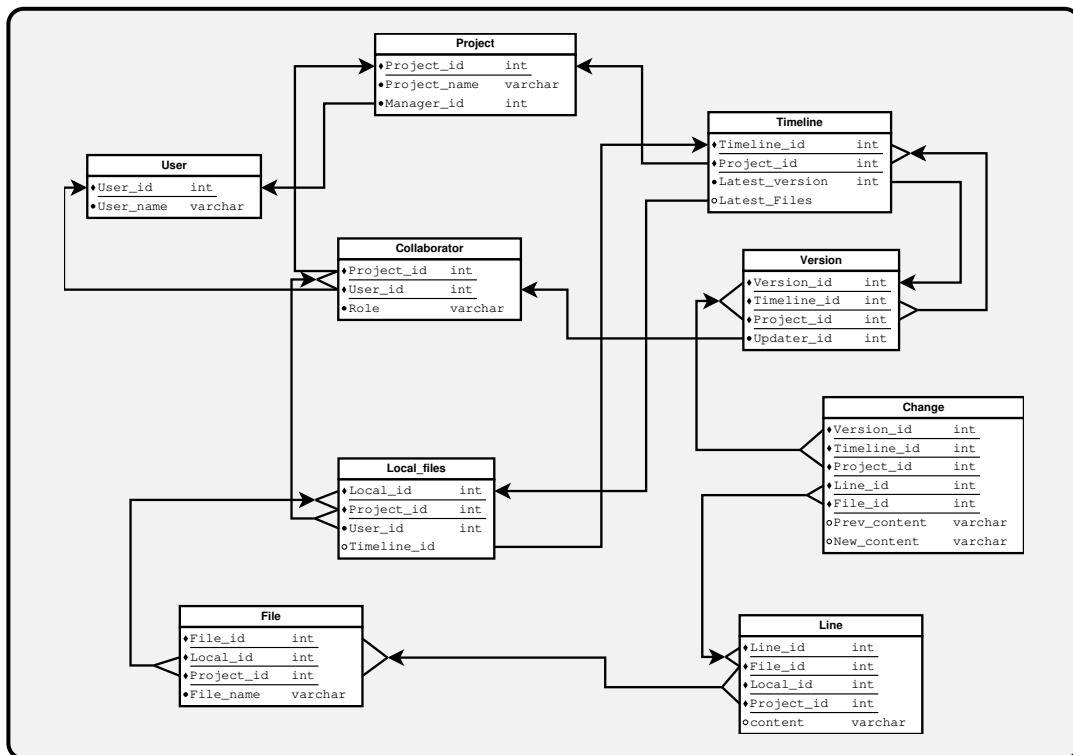 Project
Project_id int
Project_name varchar
Manager_id int
Timeline
Timeline_id int
Project_id int
Latest_version int
Latest_Files
User
User_id int
User_name varchar
Collaborator
Project_id int
User_id int
Role varchar
Version
Version_id int
Timeline_id int
Project_id int
Updater_id int
Change
Version_id int
Timeline_id int
Project_id int
Line_id int
File_id int
Prev_content varchar
New_content varchar
Local_files
Local_id int
Project_id int
User_id int
Timeline_id
File
File_id int
Local_id int
Project_id int
File_name varchar
Line
Line_id int
File_id int
Local_id int
Project_id int
content varchar